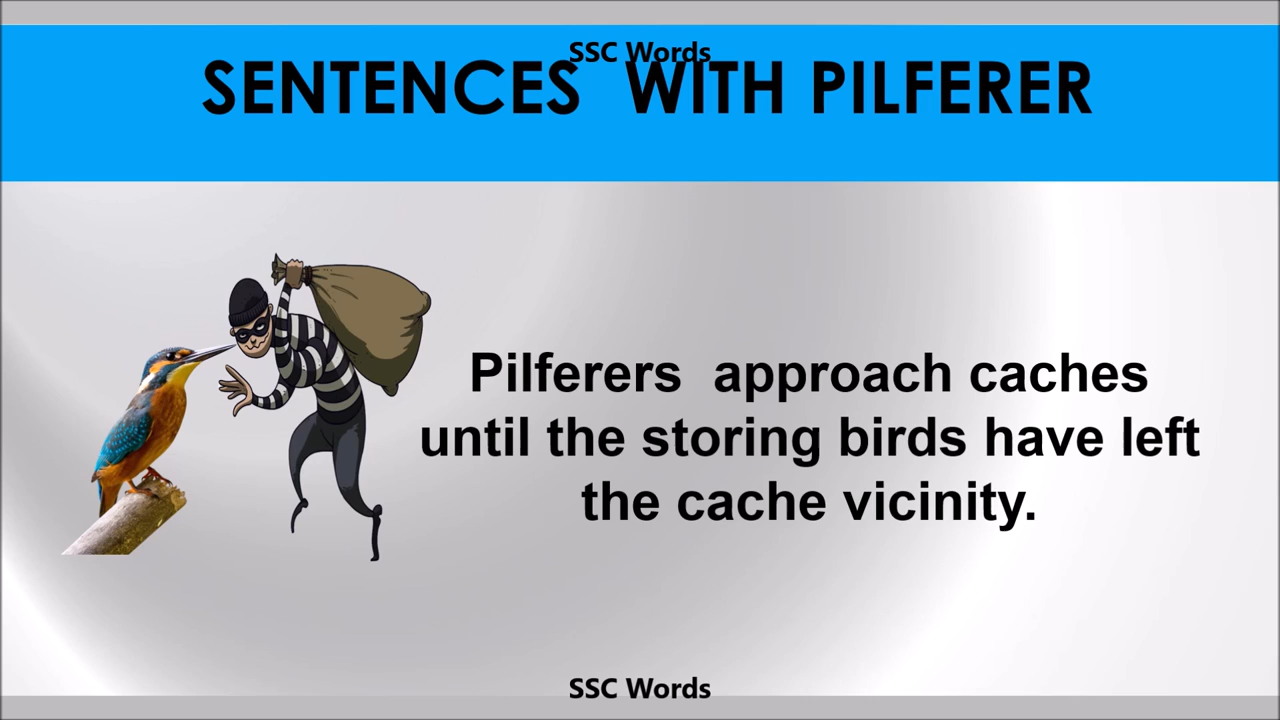 SSC Words
SENTENCES WITH PILFERER
Pilferers approach caches
until the storing birds have left
the cache vicinity.
SSC Words